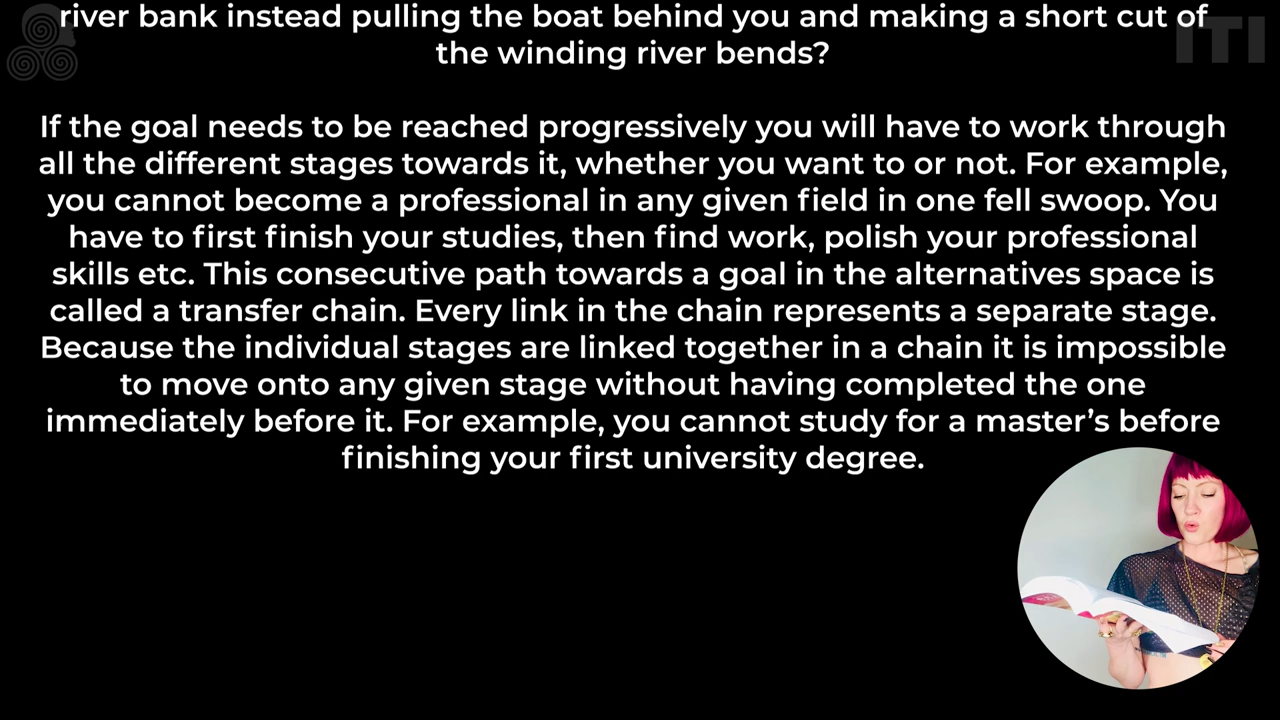 river bank instead pulling the boat behind you and making a short cut of
the winding river bends?
If the goal needs to be reached progressively you will have to work through
all the different stages towards it, whether you want to or not. For example,
you cannot become a professional in any given field in one fell swoop. You
have to first finish your studies, then find work, polish your professional
skills etc. This consecutive path towards a goal in the alternatives space is
called a transfer chain. Every link in the chain represents a separate stage.
Because the individual stages are linked together in a chain it is impossible
to move onto any given stage without having completed the one
immediately before it. For example, you cannot study for a master’s before
finishing your first university degree.
ITI